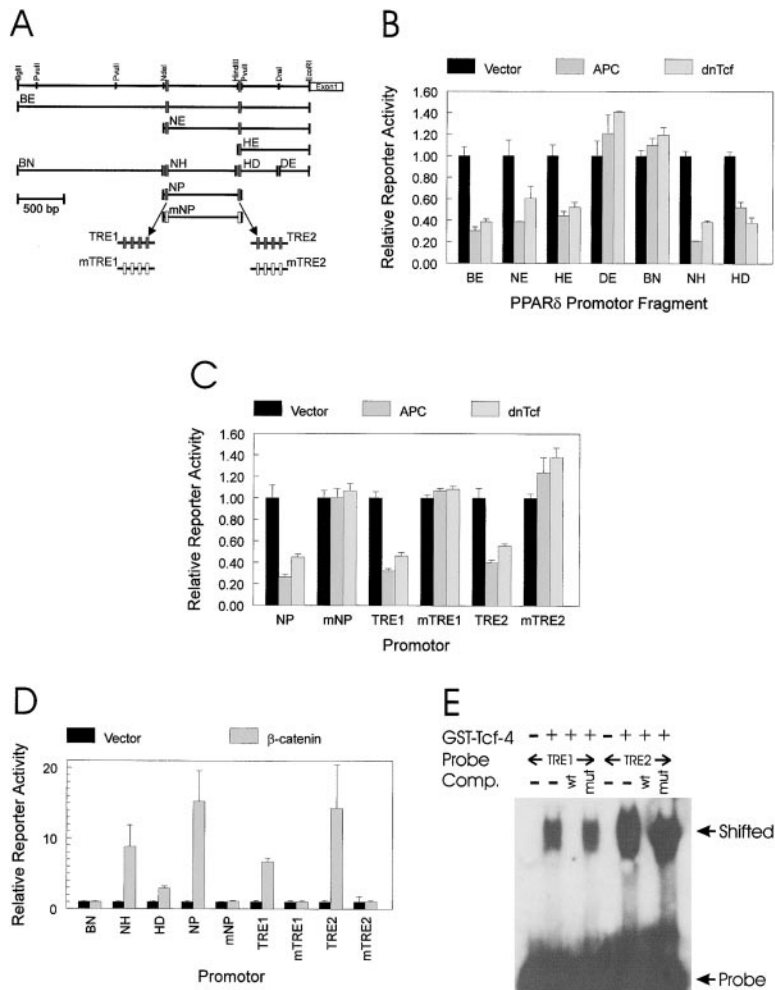 A
BglII
PvuII
PvuII
NdeI
HindIII
PvuII
DraI
EcoRI
Exon1
BE
NE
HE
BN NH HD DE
NP
500 bp
mNP
TRE1 TRE2
mTRE1 mTRE2
B
Vector APC dnTcf
Relative Reporter Activity
1.60
1.40
1.20
1.00
0.80
0.60
0.40
0.20
0.00
BE NE HE DE BN NH HD
PPARδ Promotor Fragment
C
Vector APC dnTcf
Relative Reporter Activity
1.60
1.40
1.20
1.00
0.80
0.60
0.40
0.20
0.00
NP mNP TRE1 mTRE1 TRE2 mTRE2
Promotor
D
Vector β-catenin
Relative Reporter Activity
20
10
0
BN NH HD NP mNP TRE1 mTRE1 TRE2 mTRE2
Promotor
E
GST-Tcf-4 - + + + - + + +
Probe TRE1 TRE2
Comp. - - wt mut - - wt mut
Shifted
Probe